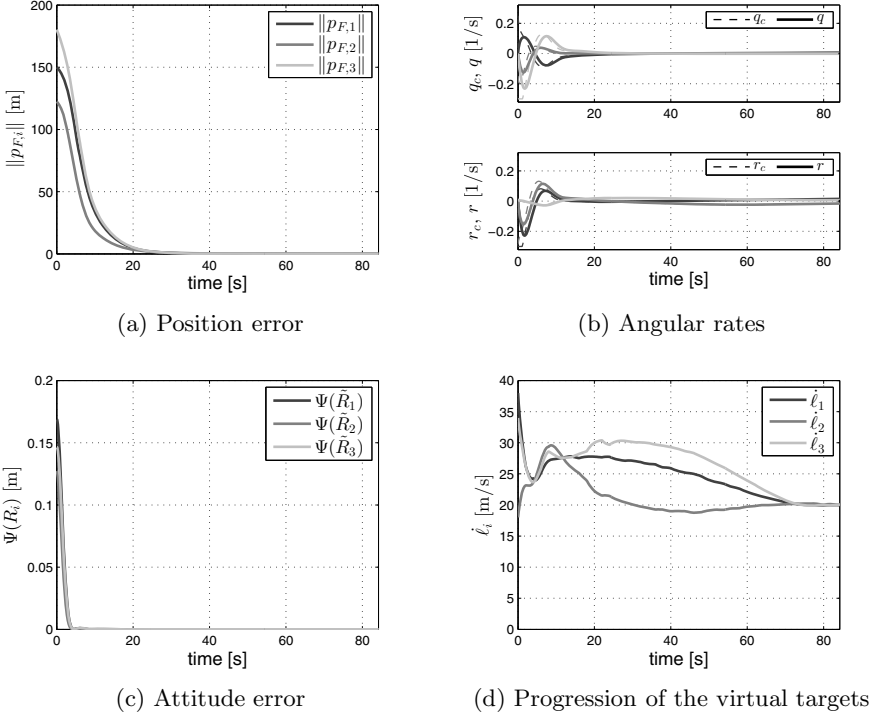 200
150
100
50
0
0 20 40 60 80
time [s]
||p_{F,i}|| [m]
||p_{F,1}||
||p_{F,2}||
||p_{F,3}||
(a) Position error
0.2
0
−0.2
0 20 40 60 80
q_c, q [1/s]
q_c q
0.2
0
−0.2
0 20 40 60 80
time [s]
r_c, r [1/s]
r_c r
(b) Angular rates
0.2
0.15
0.1
0.05
0
0 20 40 60 80
time [s]
Ψ(R̃_i) [m]
Ψ(R̃_1)
Ψ(R̃_2)
Ψ(R̃_3)
(c) Attitude error
40
35
30
25
20
15
10
5
0
0 20 40 60 80
time [s]
ℓ̇_i [m/s]
ℓ̇_1
ℓ̇_2
ℓ̇_3
(d) Progression of the virtual targets